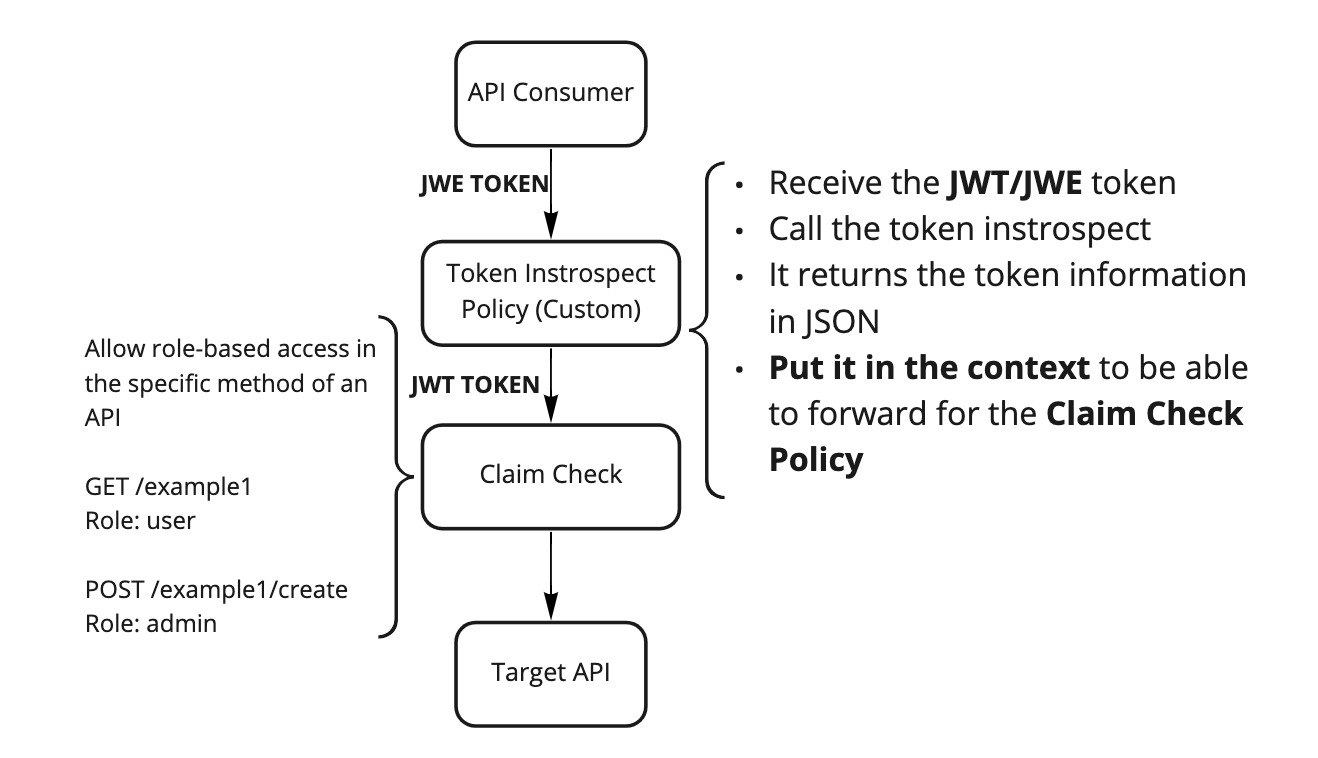 API Consumer
JWE TOKEN
• Receive the JWT/JWE token
• Call the token instrospect
• It returns the token information
in JSON
• Put it in the context to be able
to forward for the Claim Check
Policy
Token Instrospect
Policy (Custom)
JWT TOKEN
Allow role-based access in
the specific method of an
API
GET /example1
Role: user
POST /example1/create
Role: admin
Claim Check
Target API